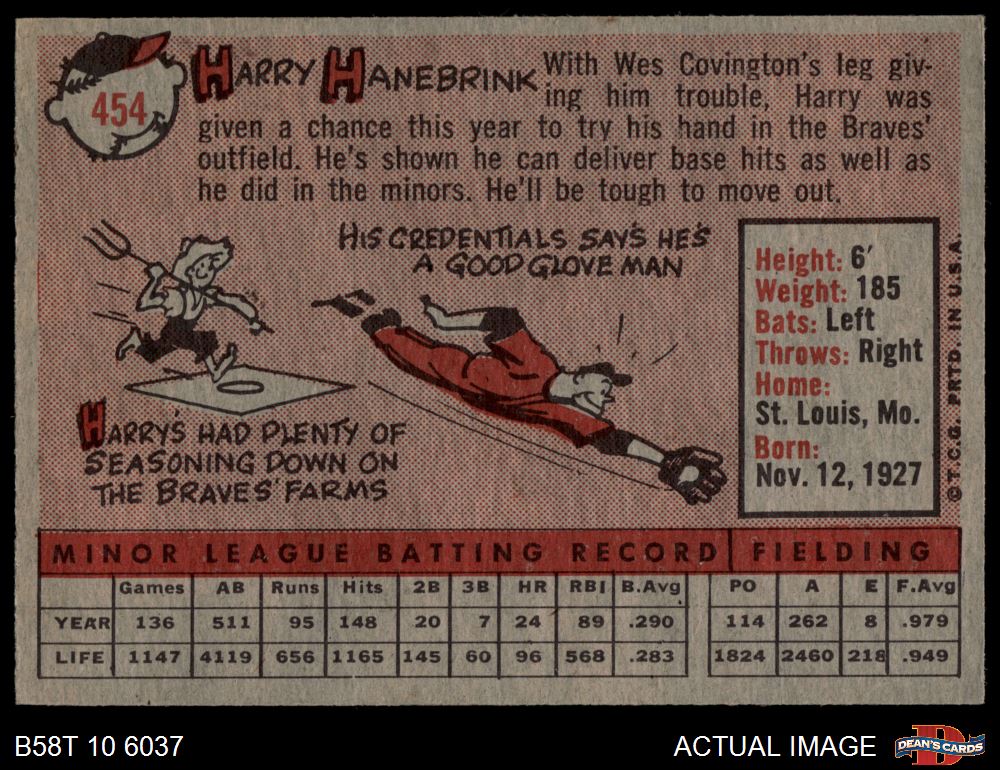 454
HARRY HANEBRINK
With Wes Covington's leg giv-
ing him trouble, Harry was
given a chance this year to try his hand in the Braves'
outfield. He's shown he can deliver base hits as well as
he did in the minors. He'll be tough to move out.
HIS CREDENTIALS SAYS HE'S
A GOOD GLOVE MAN
HARRY'S HAD PLENTY OF
SEASONING DOWN ON
THE BRAVES' FARMS
Height: 6'
Weight: 185
Bats: Left
Throws: Right
Home:
St. Louis, Mo.
Born:
Nov. 12, 1927
© T.C.G. PRTD. IN U.S.A.
MINOR LEAGUE BATTING RECORD FIELDING
Games AB Runs Hits 2B 3B HR RBI B.Avg PO A E F.Avg
YEAR 136 511 95 148 20 7 24 89 .290 114 262 8 .979
LIFE 1147 4119 656 1165 145 60 96 568 .283 1824 2460 218 .949
B58T 10 6037
ACTUAL IMAGE
D
DEAN'S CARDS